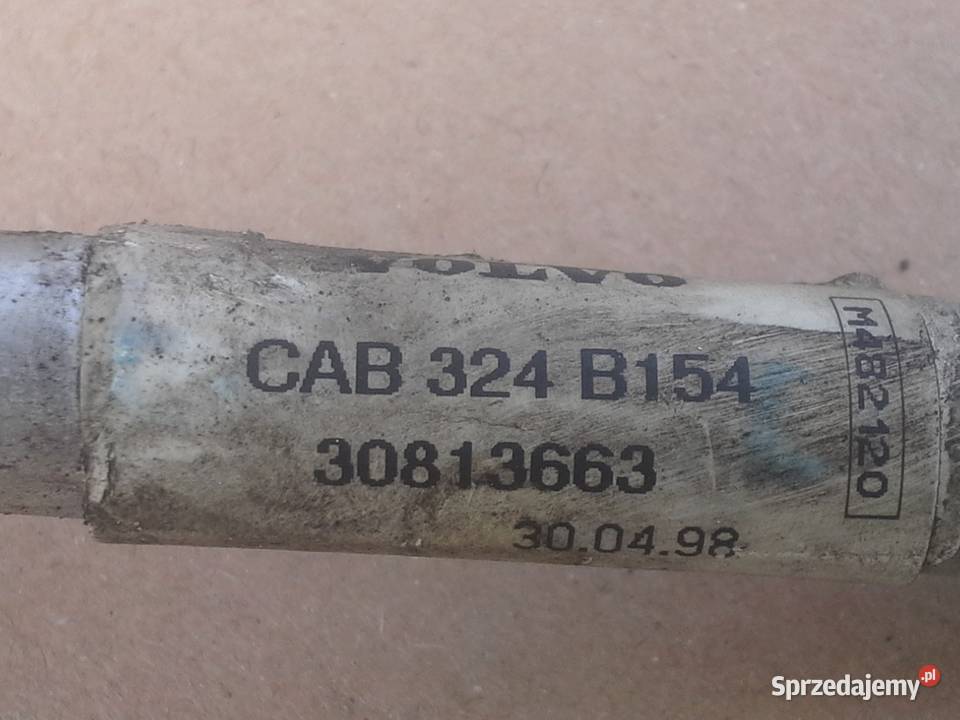 VOLVO
CAB 324 B154
30813663
30.04.98
M482120
Sprzedajemy.pl